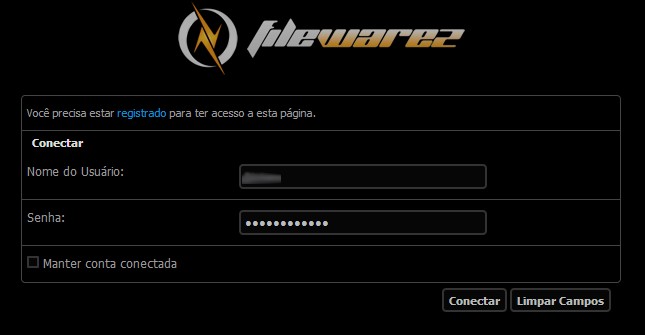 filewarez
Você precisa estar registrado para ter acesso a esta página.
Conectar
Nome do Usuário:
Senha:
••••••••••••
Manter conta conectada
Conectar Limpar Campos